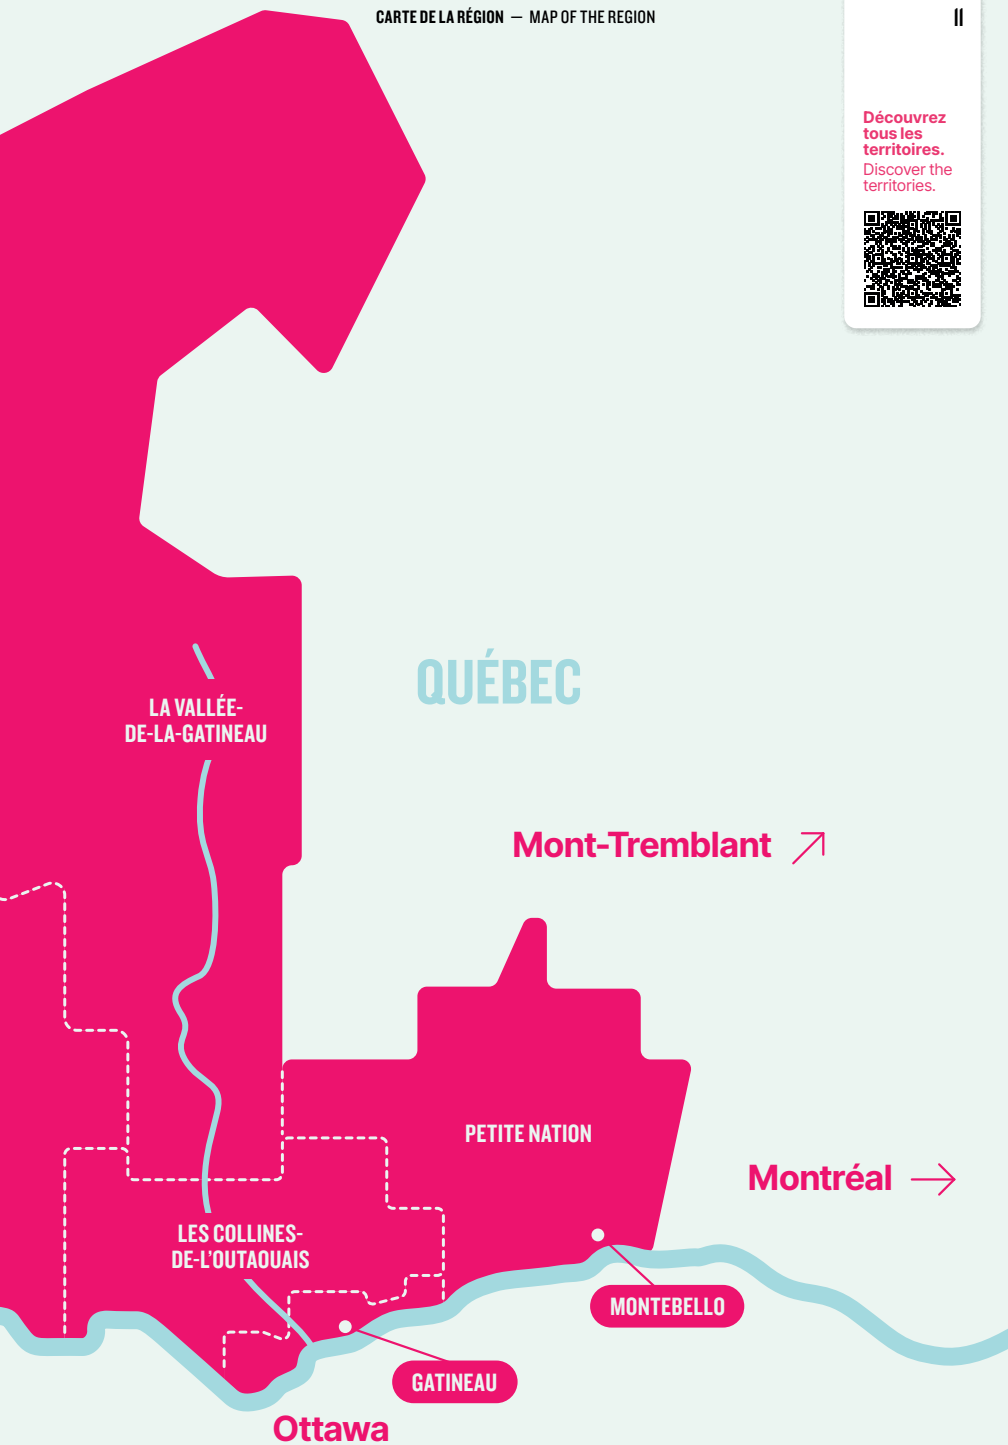 CARTE DE LA RÉGION — MAP OF THE REGION
11
Découvrez
tous les
territoires.
Discover the
territories.
QUÉBEC
LA VALLÉE-
DE-LA-GATINEAU
Mont-Tremblant
PETITE NATION
Montréal
LES COLLINES-
DE-L'OUTAOUAIS
MONTEBELLO
GATINEAU
Ottawa